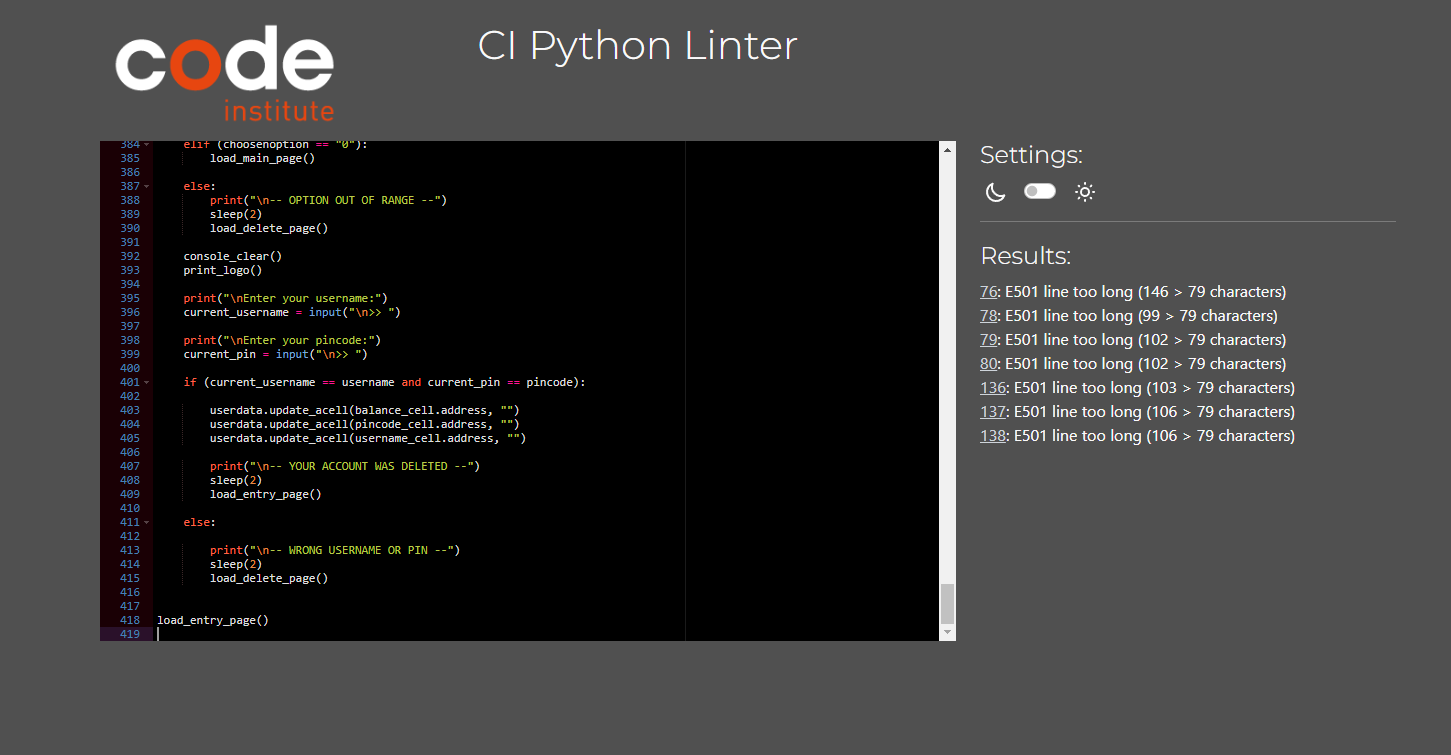 code
institute
CI Python Linter
384 elif (choosenoption == "0"):
385 load_main_page()
386
387 else:
388 print("\n-- OPTION OUT OF RANGE --")
389 sleep(2)
390 load_delete_page()
391
392 console_clear()
393 print_logo()
394
395 print("\nEnter your username:")
396 current_username = input("\n>> ")
397
398 print("\nEnter your pincode:")
399 current_pin = input("\n>> ")
400
401 if (current_username == username and current_pin == pincode):
402
403 userdata.update_acell(balance_cell.address, "")
404 userdata.update_acell(pincode_cell.address, "")
405 userdata.update_acell(username_cell.address, "")
406
407 print("\n-- YOUR ACCOUNT WAS DELETED --")
408 sleep(2)
409 load_entry_page()
410
411 else:
412
413 print("\n-- WRONG USERNAME OR PIN --")
414 sleep(2)
415 load_delete_page()
416
417
418 load_entry_page()
419
Settings:
Results:
76: E501 line too long (146 > 79 characters)
78: E501 line too long (99 > 79 characters)
79: E501 line too long (102 > 79 characters)
80: E501 line too long (102 > 79 characters)
136: E501 line too long (103 > 79 characters)
137: E501 line too long (106 > 79 characters)
138: E501 line too long (106 > 79 characters)